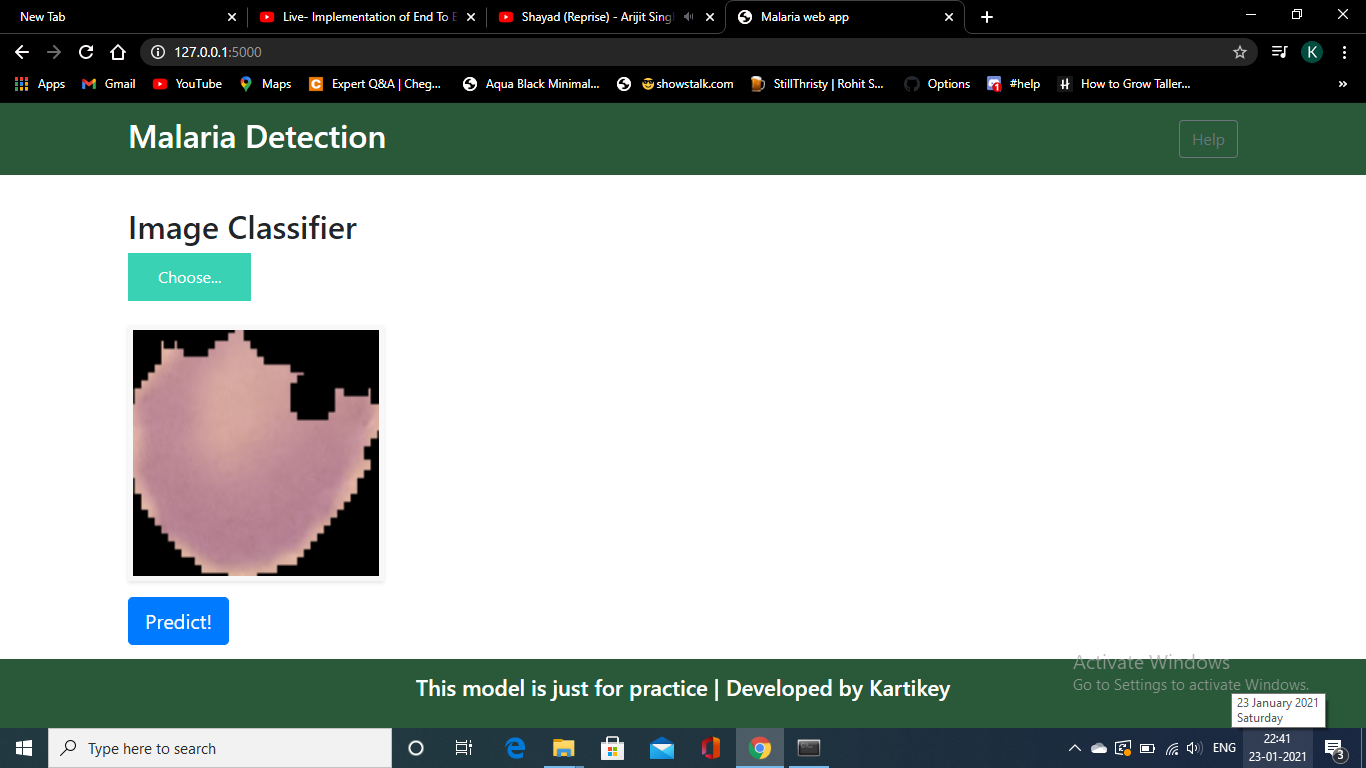 New Tab
Live- Implementation of End To E
Shayad (Reprise) - Arijit Singl
Malaria web app
127.0.0.1:5000
K
Apps
Gmail
YouTube
Maps
C
Expert Q&A | Cheg...
Aqua Black Minimal...
showstalk.com
StillThristy | Rohit S...
Options
1
#help
H
How to Grow Taller...
»
Malaria Detection
Help
Image Classifier
Choose...
Predict!
This model is just for practice | Developed by Kartikey
Activate Windows
Go to Settings to activate Windows.
23 January 2021
Saturday
Type here to search
ENG
22:41
23-01-2021
3